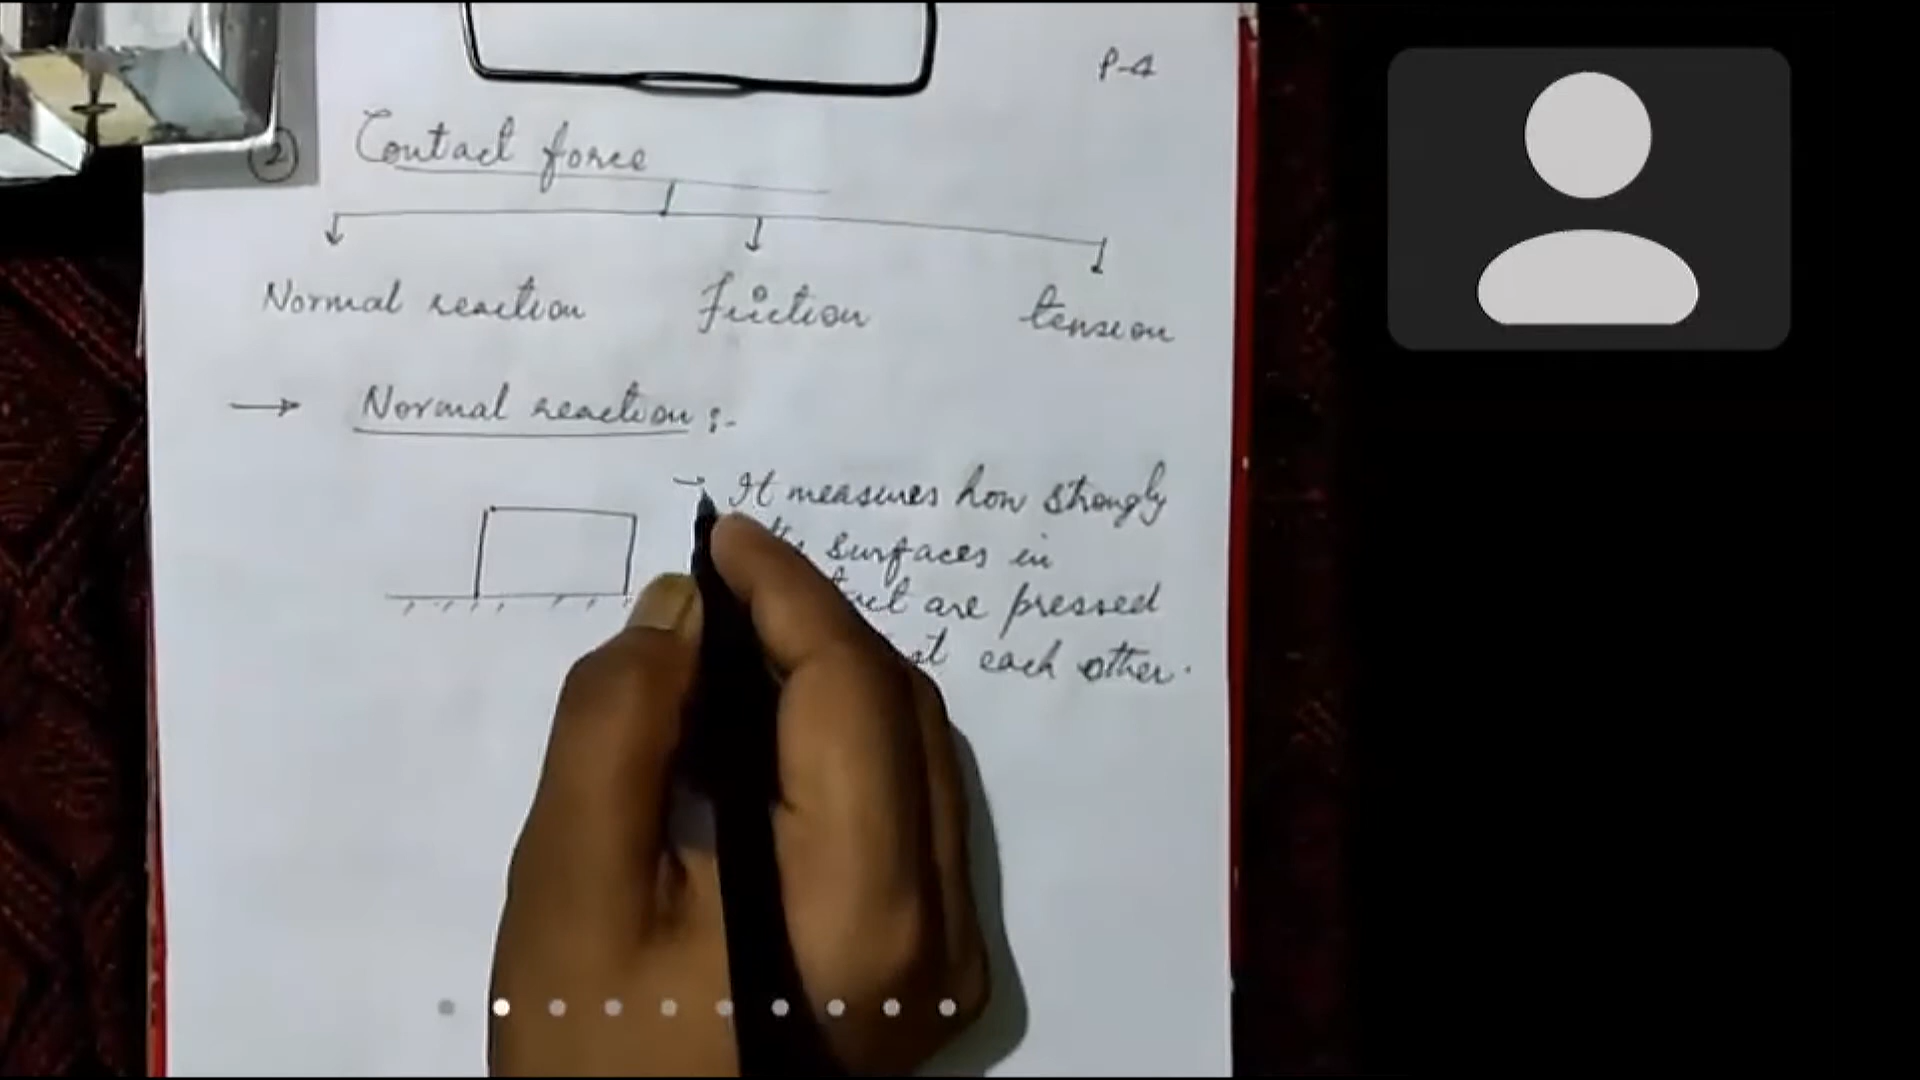 P-4
2 Contact force
Normal reaction friction tension
→ Normal reaction :-
→ It measures how strongly
surfaces in
are pressed
each other.